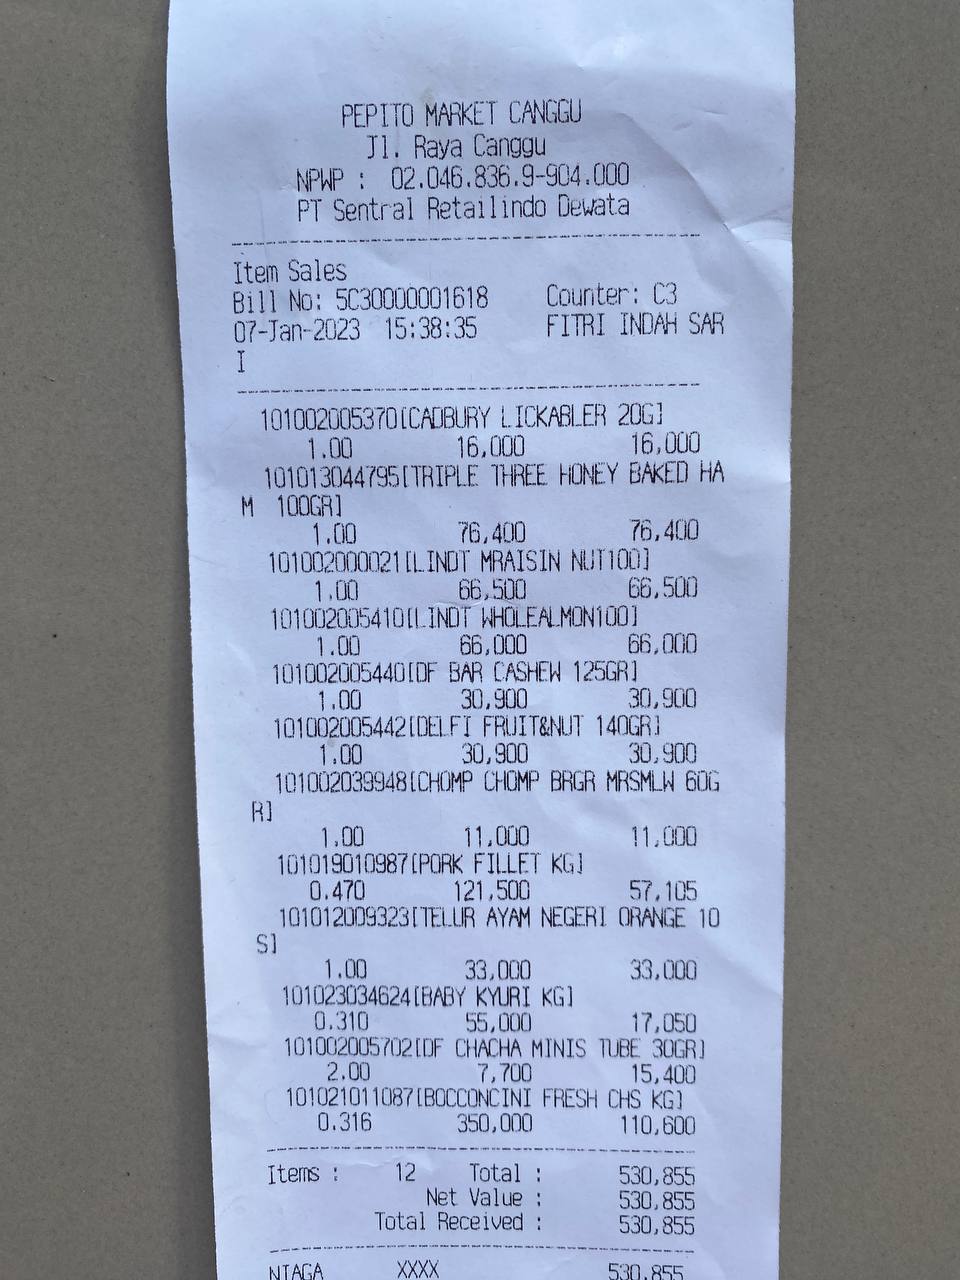 PEPITO MARKET CANGGU
Jl. Raya Canggu
NPWP : 02.046.836.9-904.000
PT Sentral Retailindo Dewata
Item Sales
Bill No: 5C30000001618 Counter: C3
07-Jan-2023 15:38:35 FITRI INDAH SAR
I
101002005370[CADBURY LICKABLER 20G]
1.00 16,000 16,000
101013044795[TRIPLE THREE HONEY BAKED HA
M 100GR]
1.00 76,400 76,400
101002000021[LINDT MRAISIN NUT100]
1.00 66,500 66,500
101002005410[LINDT WHOLEALMON100]
1.00 66,000 66,000
101002005440[DF BAR CASHEW 125GR]
1.00 30,900 30,900
101002005442[DELFI FRUIT&NUT 140GR]
1.00 30,900 30,900
101002039948[CHOMP CHOMP BRGR MRSMLW 60G
R]
1.00 11,000 11,000
101019010987[PORK FILLET KG]
0.470 121,500 57,105
101012009323[TELUR AYAM NEGERI ORANGE 10
S]
1.00 33,000 33,000
101023034624[BABY KYURI KG]
0.310 55,000 17,050
101002005702[DF CHACHA MINIS TUBE 30GR]
2.00 7,700 15,400
101021011087[BOCCONCINI FRESH CHS KG]
0.316 350,000 110,600
Items : 12 Total : 530,855
Net Value : 530,855
Total Received : 530,855
NIAGA XXXX 530,855